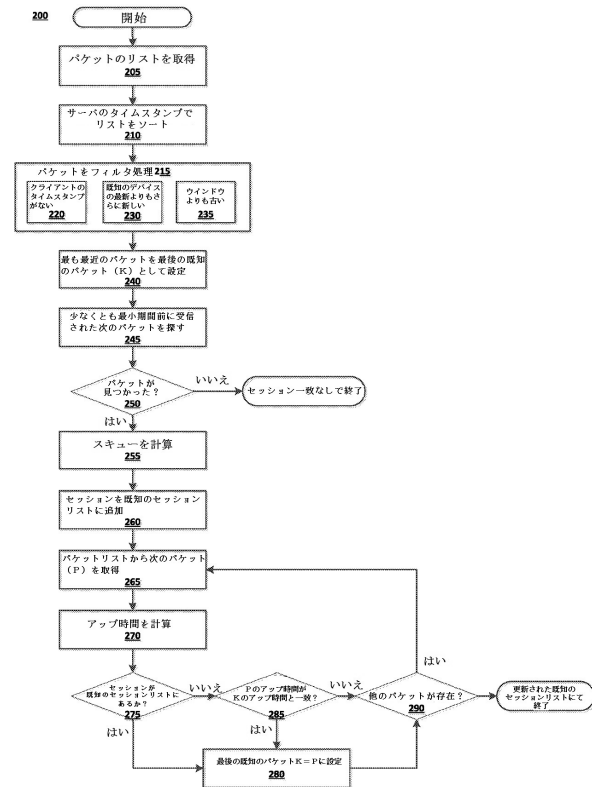 200
開始
パケットのリストを取得
205
サーバのタイムスタンプで
リストをソート
210
パケットをフィルタ処理 215
クライアントの
タイムスタンプ
がない
220
既知のデバイス
の最新よりもさ
らに新しい
230
ウインドウ
よりも古い
235
最も最近のパケットを最後の既知
のパケット（K）として設定
240
少なくとも最小期間前に受信
された次のパケットを探す
245
パケットが
見つかった？
250
いいえ
セッション一致なしで終了
はい
スキューを計算
255
セッションを既知のセッション
リストに追加
260
パケットリストから次のパケット
（P）を取得
265
アップ時間を計算
270
セッションが
既知のセッションリストに
あるか？
275
いいえ
Pのアップ時間が
Kのアップ時間と一致？
285
いいえ
他のパケットが存在？
290
はい
更新された既知の
セッションリストにて
終了
はい
はい
最後の既知のパケットK＝Pに設定
280